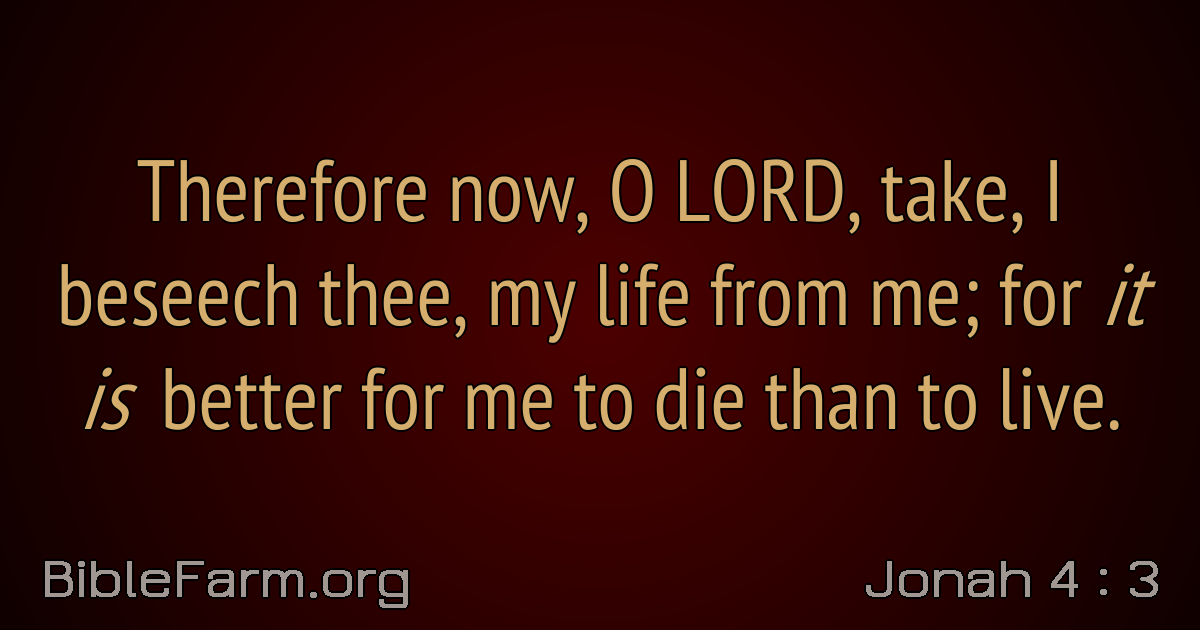 Therefore now, O LORD, take, I
beseech thee, my life from me; for it
is better for me to die than to live.
BibleFarm.org
Jonah 4 : 3